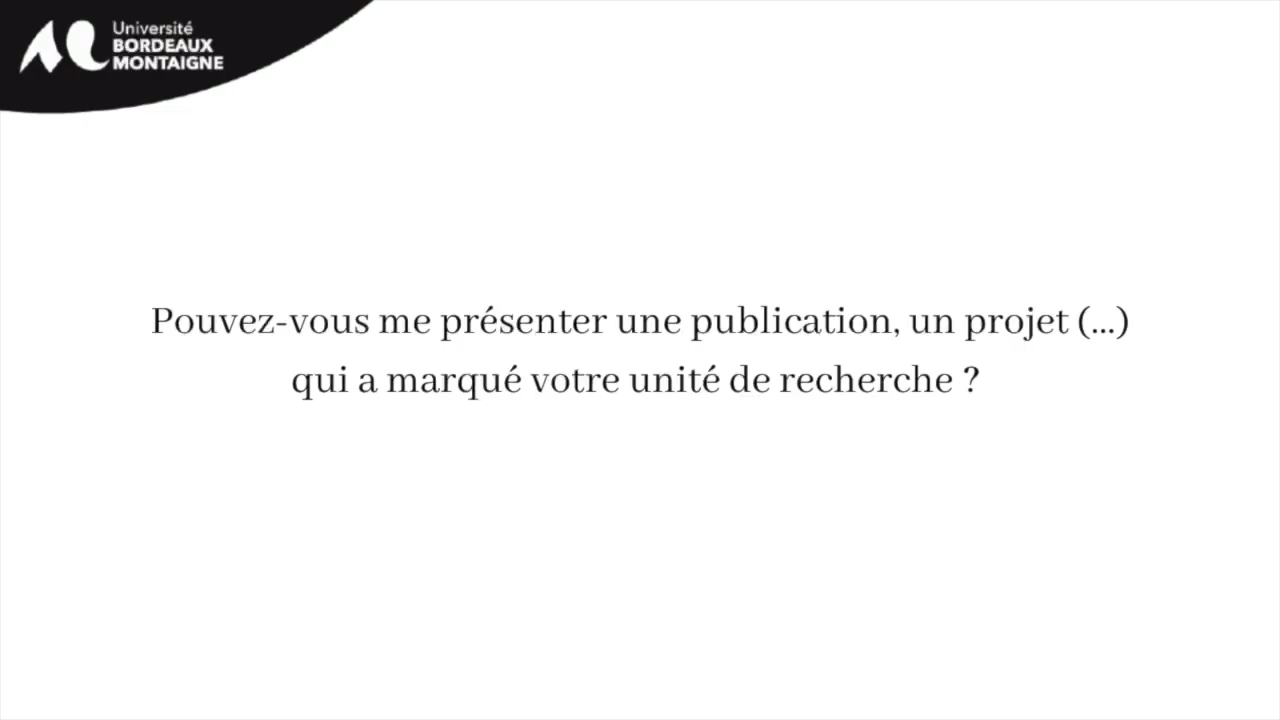 Université
BORDEAUX
MONTAIGNE
Pouvez-vous me présenter une publication, un projet (...)
qui a marqué votre unité de recherche ?